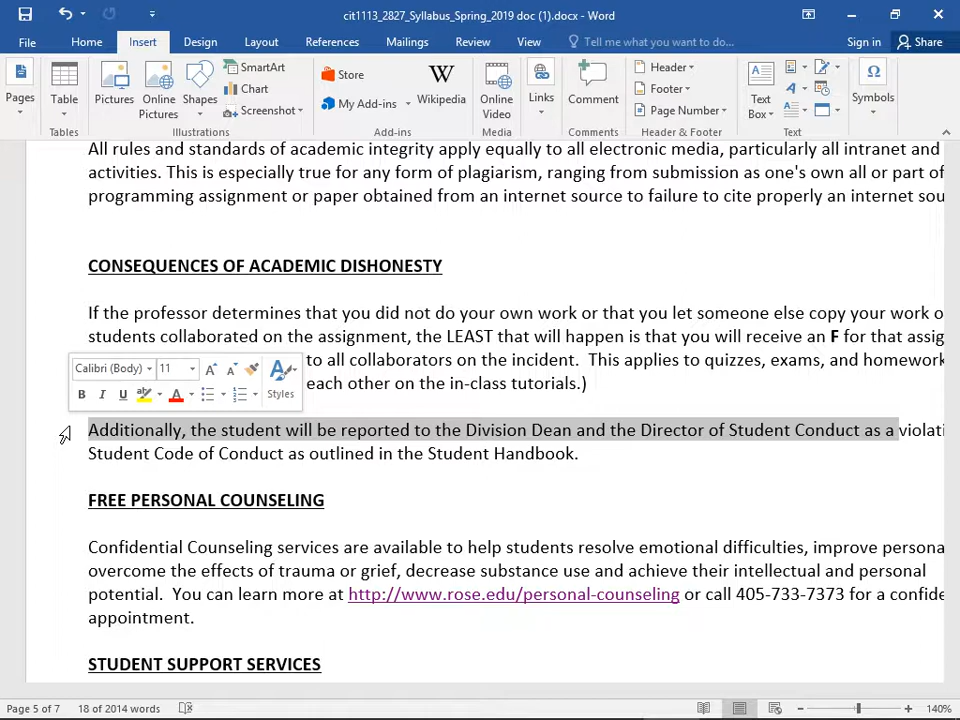 cit1113_2827_Syllabus_Spring_2019 doc (1).docx - Word
File Home Insert Design Layout References Mailings Review View Tell me what you want to do... Sign in Share
Pages
Table
Pictures
Online Pictures
Shapes
SmartArt
Chart
Screenshot
Store
My Add-ins
Wikipedia
Online Video
Links
Comment
Header
Footer
Page Number
Text Box
Symbols
Tables Illustrations Add-ins Media Comments Header & Footer Text
All rules and standards of academic integrity apply equally to all electronic media, particularly all intranet and
activities. This is especially true for any form of plagiarism, ranging from submission as one's own all or part of
programming assignment or paper obtained from an internet source to failure to cite properly an internet sou
CONSEQUENCES OF ACADEMIC DISHONESTY
If the professor determines that you did not do your own work or that you let someone else copy your work o
students collaborated on the assignment, the LEAST that will happen is that you will receive an F for that assig
to all collaborators on the incident. This applies to quizzes, exams, and homework
each other on the in-class tutorials.)
Calibri (Body) 11
B I U A Styles
Additionally, the student will be reported to the Division Dean and the Director of Student Conduct as a violati
Student Code of Conduct as outlined in the Student Handbook.
FREE PERSONAL COUNSELING
Confidential Counseling services are available to help students resolve emotional difficulties, improve persona
overcome the effects of trauma or grief, decrease substance use and achieve their intellectual and personal
potential. You can learn more at http://www.rose.edu/personal-counseling or call 405-733-7373 for a confide
appointment.
STUDENT SUPPORT SERVICES
Page 5 of 7 18 of 2014 words 140%